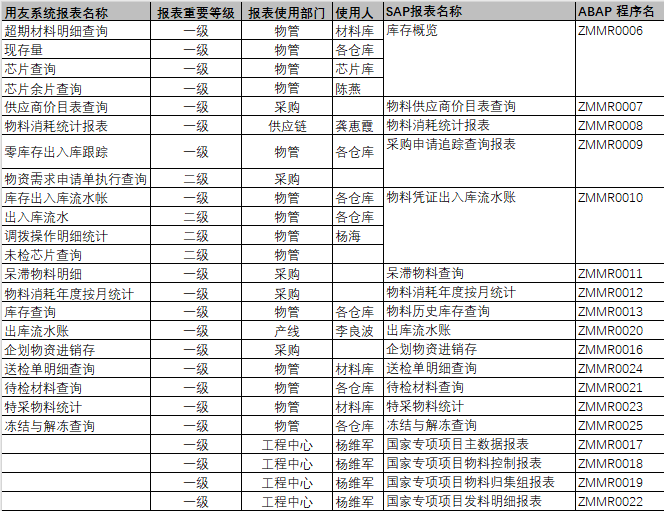 用友系统报表名称 报表重要等级 报表使用部门 使用人 SAP报表名称 ABAP 程序名
超期材料明细查询 一级 物管 材料库 库存概览 ZMMR0006
现存量 一级 物管 各仓库
芯片查询 一级 物管 芯片库
芯片余片查询 一级 物管 陈燕
供应商价目表查询 一级 采购 物料供应商价目表查询 ZMMR0007
物料消耗统计报表 一级 供应链 龚惠霞 物料消耗统计报表 ZMMR0008
零库存出入库跟踪 一级 物管 各仓库 采购申请追踪查询报表 ZMMR0009
物资需求申请单执行查询 二级 采购
库存出入库流水帐 一级 物管 各仓库 物料凭证出入库流水账 ZMMR0010
出入库流水 二级 物管 各仓库
调拨操作明细统计 二级 物管 杨海
未检芯片查询 二级 物管
呆滞物料明细 一级 采购 呆滞物料查询 ZMMR0011
物料消耗年度按月统计 一级 采购 物料消耗年度按月统计 ZMMR0012
库存查询 一级 物管 各仓库 物料历史库存查询 ZMMR0013
出库流水账 一级 产线 李良波 出库流水账 ZMMR0020
企划物资进销存 一级 采购 企划物资进销存 ZMMR0016
送检单明细查询 一级 物管 材料库 送检单明细查询 ZMMR0024
待检材料查询 一级 物管 各仓库 待检材料查询 ZMMR0021
特采物料统计 一级 物管 材料库 特采物料统计 ZMMR0023
冻结与解冻查询 一级 物管 各仓库 冻结与解冻查询 ZMMR0025
一级 工程中心 杨维军 国家专项项目主数据报表 ZMMR0017
一级 工程中心 杨维军 国家专项项目物料控制报表 ZMMR0018
一级 工程中心 杨维军 国家专项项目物料归集组报表 ZMMR0019
一级 工程中心 杨维军 国家专项项目发料明细报表 ZMMR0022